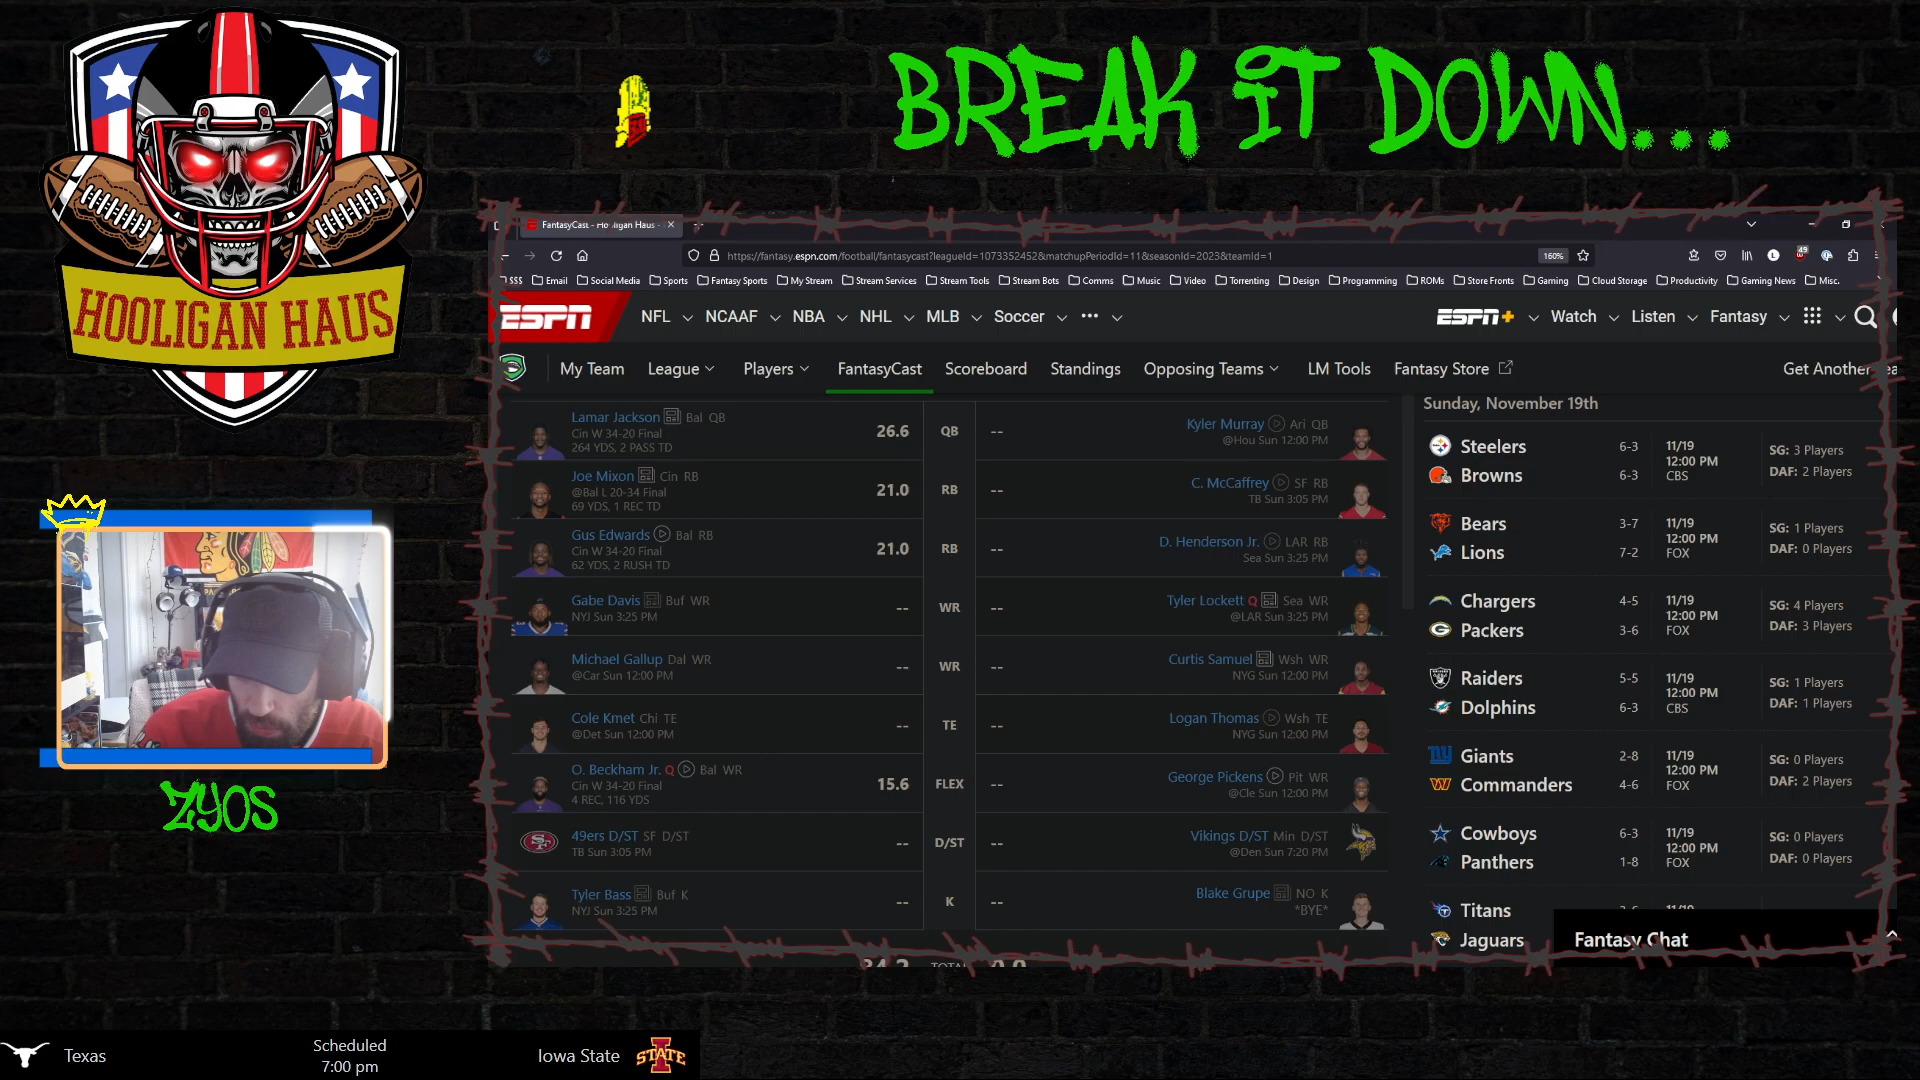 BREAK IT DOWN...
HOOLIGAN HAUS
ZYOS
FantasyCast - Hooligan Haus -
https://fantasy.espn.com/football/fantasycast?leagueId=1073352452&matchupPeriodId=11&seasonId=2023&teamId=1
160%
49
SSS Email Social Media Sports Fantasy Sports My Stream Stream Services Stream Tools Stream Bots Comms Music Video Torrenting Design Programming ROMs Store Fronts Gaming Cloud Storage Productivity Gaming News Misc.
ESPN NFL NCAAF NBA NHL MLB Soccer ••• ESPN+ Watch Listen Fantasy
My Team League Players FantasyCast Scoreboard Standings Opposing Teams LM Tools Fantasy Store Get Another
Lamar Jackson Bal QB
Cin W 34-20 Final
264 YDS, 2 PASS TD
26.6 QB --
Kyler Murray Ari QB
@Hou Sun 12:00 PM
Joe Mixon Cin RB
@Bal L 20-34 Final
69 YDS, 1 REC TD
21.0 RB --
C. McCaffrey SF RB
TB Sun 3:05 PM
Gus Edwards Bal RB
Cin W 34-20 Final
62 YDS, 2 RUSH TD
21.0 RB --
D. Henderson Jr. LAR RB
Sea Sun 3:25 PM
Gabe Davis Buf WR
NYJ Sun 3:25 PM
-- WR --
Tyler Lockett Q Sea WR
@LAR Sun 3:25 PM
Michael Gallup Dal WR
@Car Sun 12:00 PM
-- WR --
Curtis Samuel Wsh WR
NYG Sun 12:00 PM
Cole Kmet Chi TE
@Det Sun 12:00 PM
-- TE --
Logan Thomas Wsh TE
NYG Sun 12:00 PM
O. Beckham Jr. Q Bal WR
Cin W 34-20 Final
4 REC, 116 YDS
15.6 FLEX --
George Pickens Pit WR
@Cle Sun 12:00 PM
49ers D/ST SF D/ST
TB Sun 3:05 PM
-- D/ST --
Vikings D/ST Min D/ST
@Den Sun 7:20 PM
Tyler Bass Buf K
NYJ Sun 3:25 PM
-- K --
Blake Grupe NO K
*BYE*
Sunday, November 19th
Steelers 6-3
Browns 6-3
11/19
12:00 PM
CBS
SG: 3 Players
DAF: 2 Players
Bears 3-7
Lions 7-2
11/19
12:00 PM
FOX
SG: 1 Players
DAF: 0 Players
Chargers 4-5
Packers 3-6
11/19
12:00 PM
FOX
SG: 4 Players
DAF: 3 Players
Raiders 5-5
Dolphins 6-3
11/19
12:00 PM
CBS
SG: 1 Players
DAF: 1 Players
Giants 2-8
Commanders 4-6
11/19
12:00 PM
FOX
SG: 0 Players
DAF: 2 Players
Cowboys 6-3
Panthers 1-8
11/19
12:00 PM
FOX
SG: 0 Players
DAF: 0 Players
Titans
Jaguars
Fantasy Chat
Texas
Scheduled
7:00 pm
Iowa State
STATE